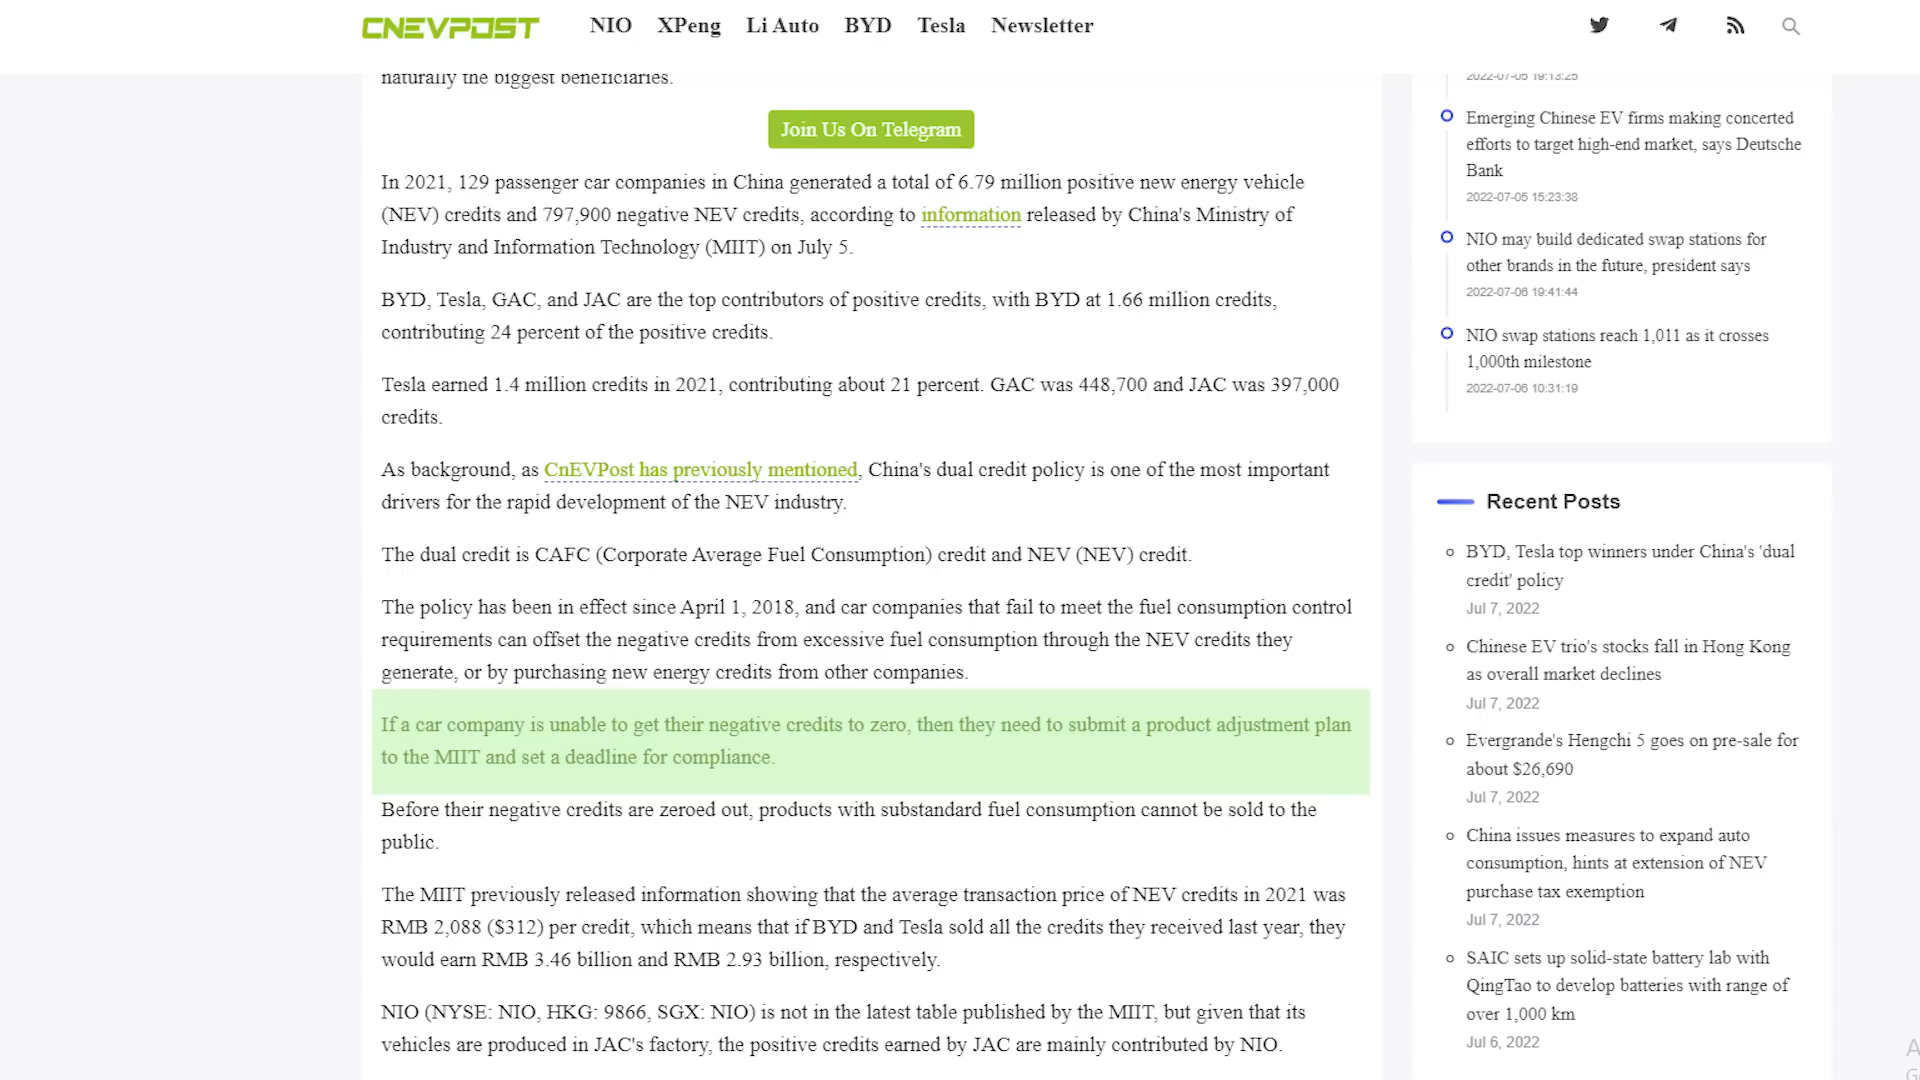 CNEVPOST
NIO XPeng Li Auto BYD Tesla Newsletter
naturally the biggest beneficiaries.
Join Us On Telegram
In 2021, 129 passenger car companies in China generated a total of 6.79 million positive new energy vehicle
(NEV) credits and 797,900 negative NEV credits, according to information released by China's Ministry of
Industry and Information Technology (MIIT) on July 5.
BYD, Tesla, GAC, and JAC are the top contributors of positive credits, with BYD at 1.66 million credits,
contributing 24 percent of the positive credits.
Tesla earned 1.4 million credits in 2021, contributing about 21 percent. GAC was 448,700 and JAC was 397,000
credits.
As background, as CnEVPost has previously mentioned, China's dual credit policy is one of the most important
drivers for the rapid development of the NEV industry.
The dual credit is CAFC (Corporate Average Fuel Consumption) credit and NEV (NEV) credit.
The policy has been in effect since April 1, 2018, and car companies that fail to meet the fuel consumption control
requirements can offset the negative credits from excessive fuel consumption through the NEV credits they
generate, or by purchasing new energy credits from other companies.
If a car company is unable to get their negative credits to zero, then they need to submit a product adjustment plan
to the MIIT and set a deadline for compliance.
Before their negative credits are zeroed out, products with substandard fuel consumption cannot be sold to the
public.
The MIIT previously released information showing that the average transaction price of NEV credits in 2021 was
RMB 2,088 ($312) per credit, which means that if BYD and Tesla sold all the credits they received last year, they
would earn RMB 3.46 billion and RMB 2.93 billion, respectively.
NIO (NYSE: NIO, HKG: 9866, SGX: NIO) is not in the latest table published by the MIIT, but given that its
vehicles are produced in JAC's factory, the positive credits earned by JAC are mainly contributed by NIO.
2022-07-05 19:13:25
Emerging Chinese EV firms making concerted
efforts to target high-end market, says Deutsche
Bank
2022-07-05 15:23:38
NIO may build dedicated swap stations for
other brands in the future, president says
2022-07-06 19:41:44
NIO swap stations reach 1,011 as it crosses
1,000th milestone
2022-07-06 10:31:19
Recent Posts
BYD, Tesla top winners under China's 'dual
credit' policy
Jul 7, 2022
Chinese EV trio's stocks fall in Hong Kong
as overall market declines
Jul 7, 2022
Evergrande's Hengchi 5 goes on pre-sale for
about $26,690
Jul 7, 2022
China issues measures to expand auto
consumption, hints at extension of NEV
purchase tax exemption
Jul 7, 2022
SAIC sets up solid-state battery lab with
QingTao to develop batteries with range of
over 1,000 km
Jul 6, 2022